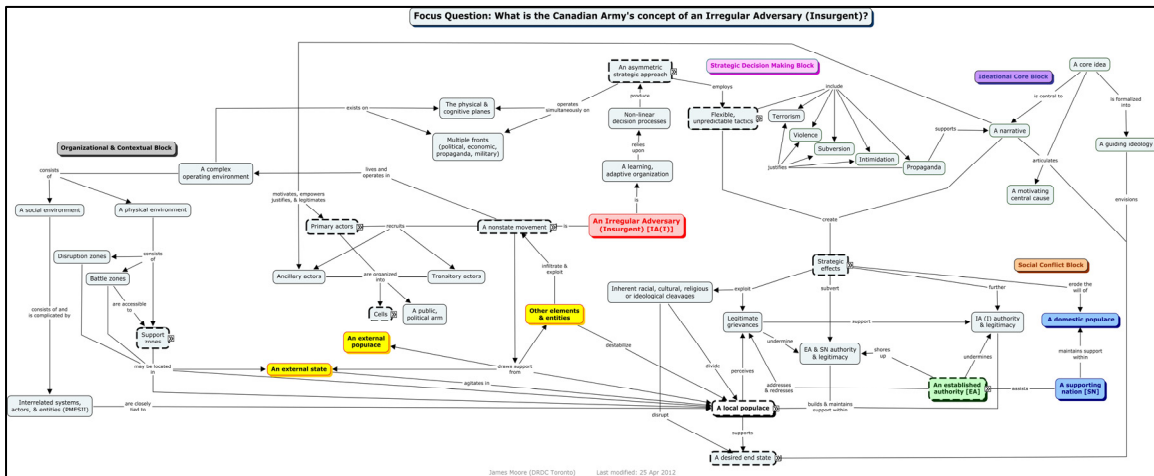 Focus Question: What is the Canadian Army's concept of an Irregular Adversary (Insurgent)?
An asymmetric
strategic approach
Strategic Decision Making Block
Ideational Core Block
A core idea
employs
produce
include
is central to
is formalized
into
exists on
The physical &
cognitive planes
operates
simultaneously on
Non-linear
decision processes
Flexible,
unpredictable tactics
Terrorism
Violence
Subversion
Intimidation
Propaganda
justifies
supports
A narrative
A guiding ideology
Multiple fronts
(political, economic,
propaganda, military)
relies
upon
articulates
Organizational & Contextual Block
A complex
operating environment
lives and
operates in
A learning,
adaptive organization
A motivating
central cause
envisions
consists
of
A social environment
A physical environment
motivates, empowers
justifies, & legitimates
is
Primary actors
recruits
A nonstate movement
is
An Irregular Adversary
(Insurgent) [IA(I)]
create
Disruption zones
consists
of
Battle zones
are accessible
to
Support
zones
Ancillary actors
Transitory actors
are organized
into
Cells
A public,
political arm
infiltrate &
exploit
Strategic
effects
Social Conflict Block
Inherent racial, cultural, religious
or ideological cleavages
exploit
subvert
further
erode the
will of
consists of and
is complicated by
Other elements
& entities
Legitimate
grievances
support
IA (I) authority
& legitimacy
A domestic populace
An external
populace
destabilize
undermine
EA & SN authority
& legitimacy
shores
up
undermines
maintains support
within
may be located
in
An external state
draws support
from
agitates in
divide
perceives
addresses
& redresses
An established
authority [EA]
assists
A supporting
nation [SN]
Interrelated systems,
actors, & entities (PMESII)
are closely
tied to
A local populace
builds & maintains
support within
disrupt
supports
A desired end state
James Moore (DRDC Toronto) Last modified: 25 Apr 2012